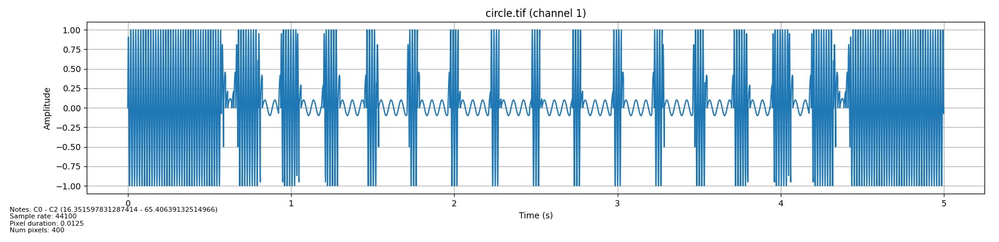 circle.tif (channel 1)
1.00
0.75
0.50
0.25
0.00
−0.25
−0.50
−0.75
−1.00
Amplitude
0 1 2 3 4 5
Time (s)
Notes: C0 - C2 (16.351597831287414 - 65.40639132514966)
Sample rate: 44100
Pixel duration: 0.0125
Num pixels: 400